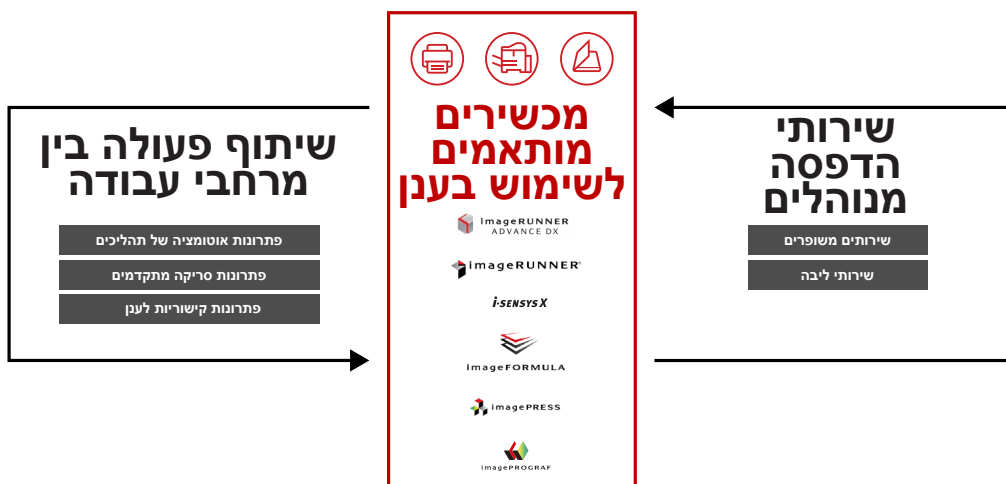 שירותי
הדפסה
מנוהלים
שירותים משופרים
שירותי ליבה
מכשירים
מותאמים
לשימוש בענן
imageRUNNER
ADVANCE DX
imageRUNNER
i-SENSYS X
imageFORMULA
imagePRESS
imagePROGRAF
שיתוף פעולה בין
מרחבי עבודה
פתרונות אוטומציה של תהליכים
פתרונות סריקה מתקדמים
פתרונות קישוריות לענן